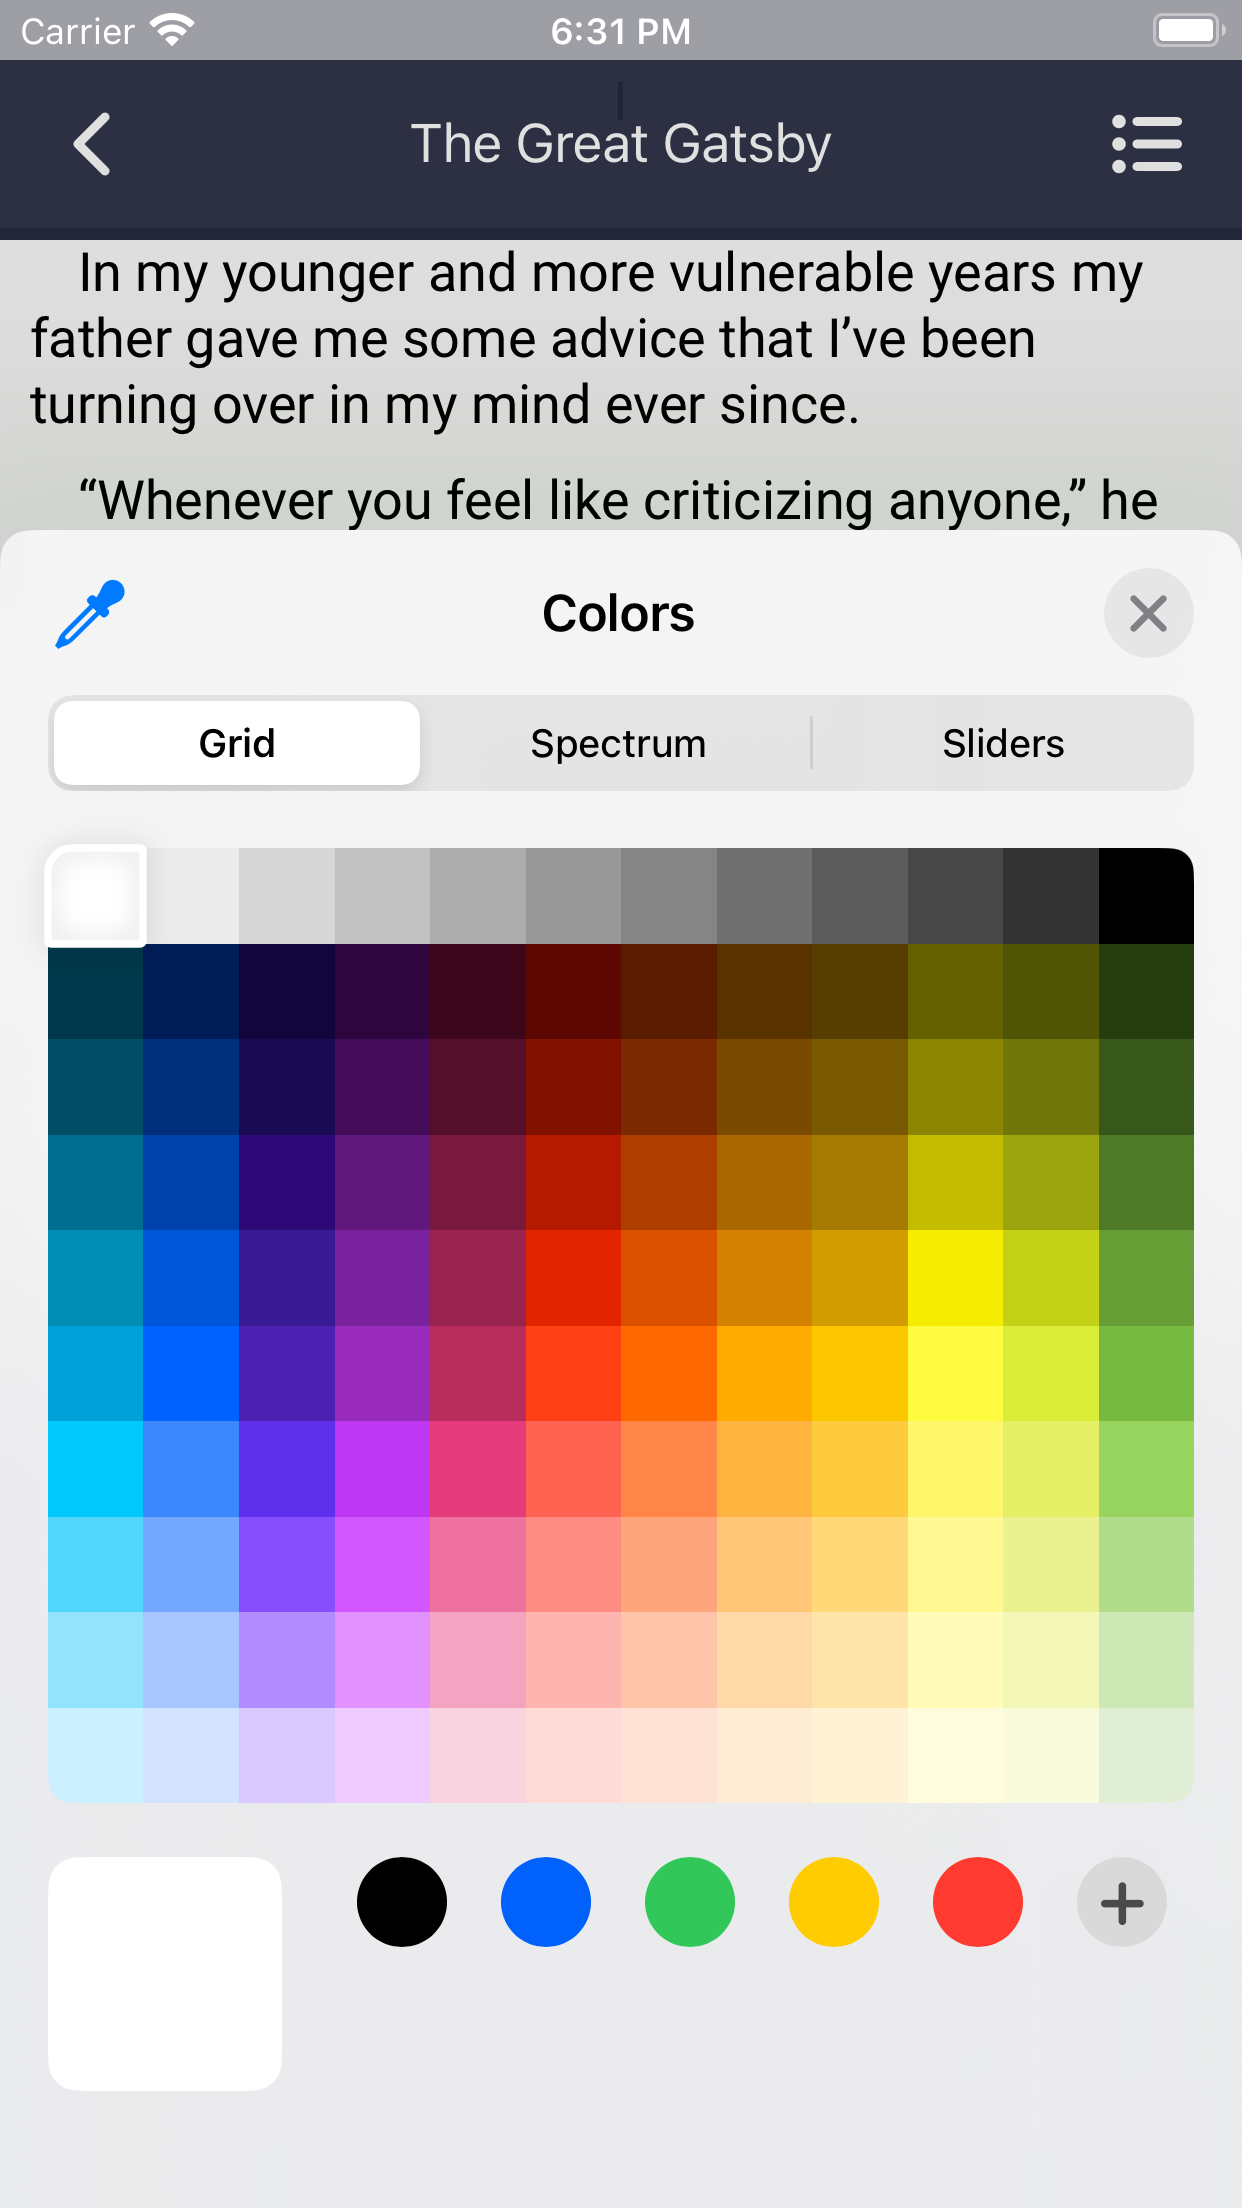 Carrier
6:31 PM
The Great Gatsby
In my younger and more vulnerable years my
father gave me some advice that I’ve been
turning over in my mind ever since.
“Whenever you feel like criticizing anyone,” he
Colors
Grid
Spectrum
Sliders